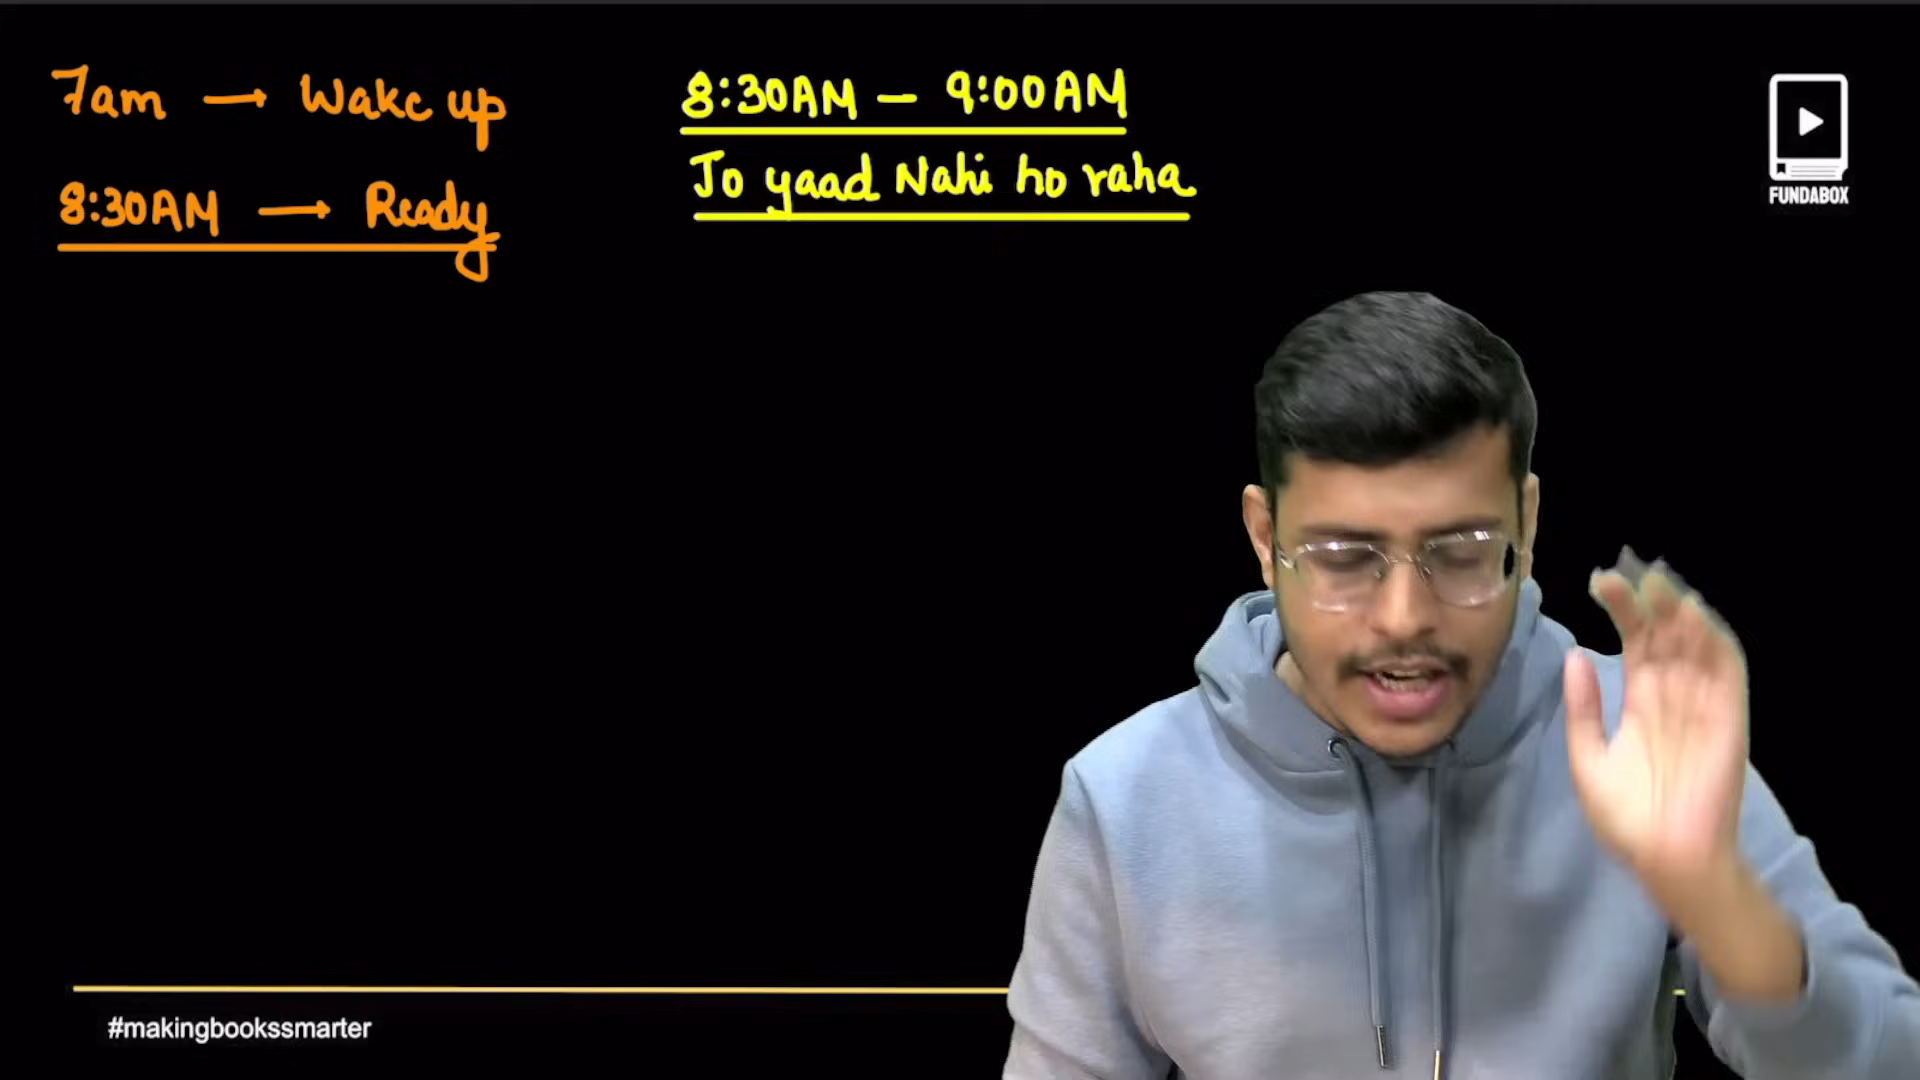 7am → Wake up
8:30AM → Ready
8:30AM – 9:00AM
Jo yaad Nahi ho raha
FUNDABOX
#makingbookssmarter